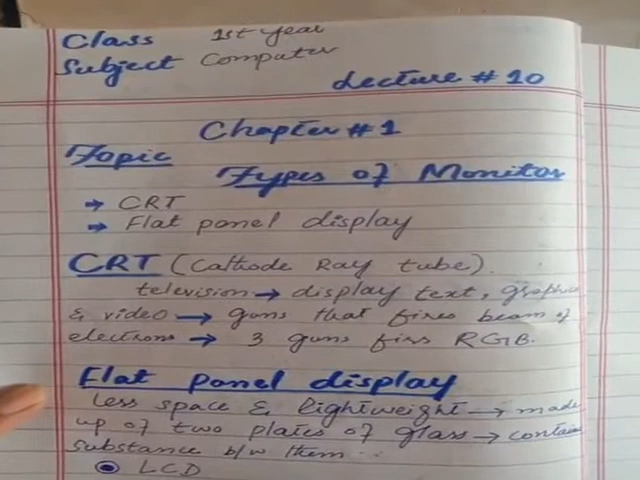 Class 1st year
Subject Computer
Lecture # 10
Chapter # 1
Topic
Types of Monitor
→ CRT
→ Flat panel display
CRT (Cathode Ray tube).
television → display text, graphics
& video → guns that fires beam of
electrons → 3 guns firs RGB.
Flat panel display
Less space & lightweight → made
up of two plates of glass → contain
substance b/w them ..
LCD